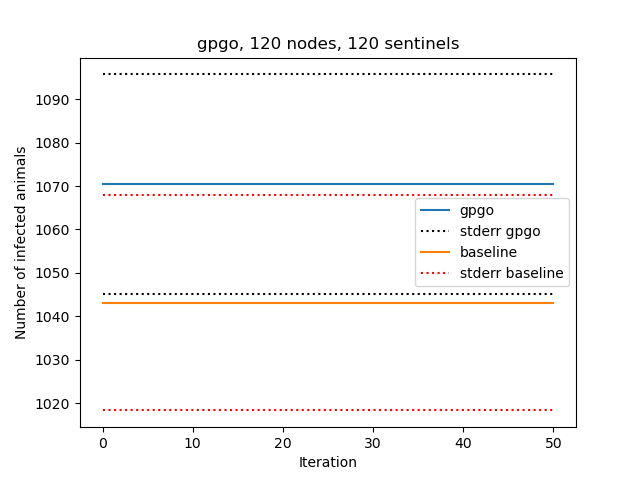 gpgo, 120 nodes, 120 sentinels
Number of infected animals
1090
1080
1070
1060
1050
1040
1030
1020
gpgo
stderr gpgo
baseline
stderr baseline
0 10 20 30 40 50
Iteration